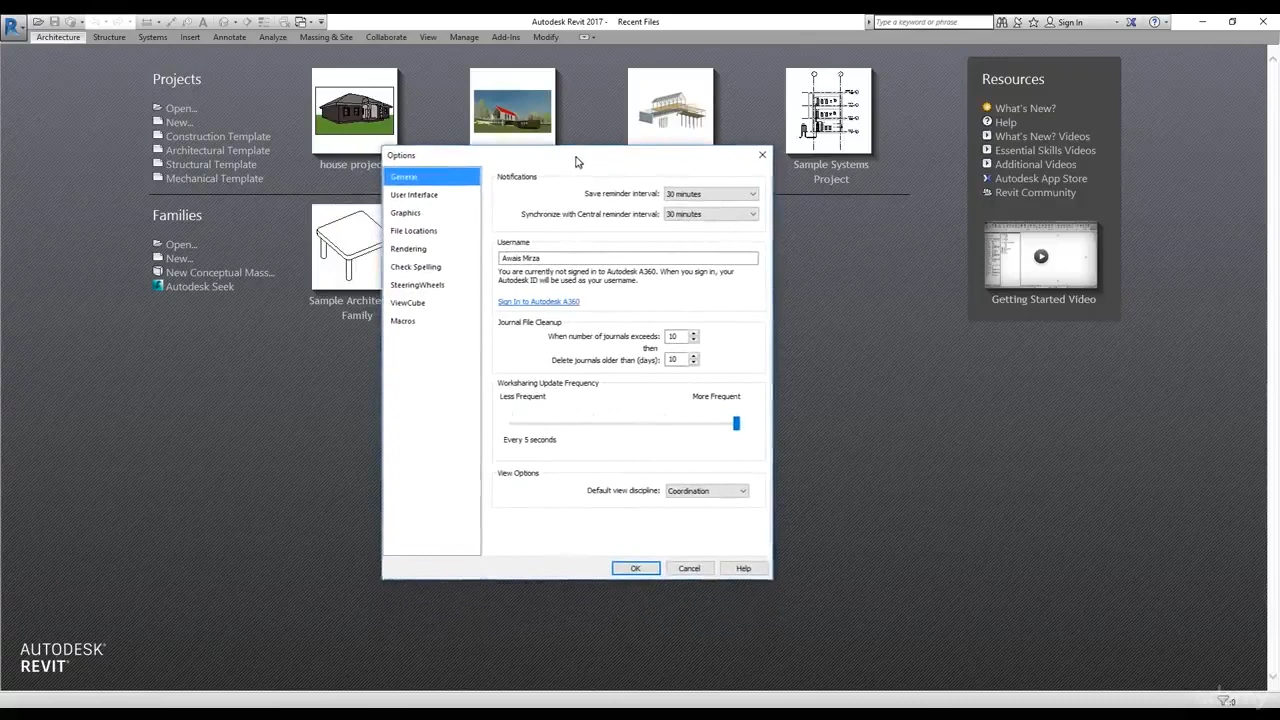 Autodesk Revit 2017 - Recent Files
Type a keyword or phrase
Sign In
Architecture Structure Systems Insert Annotate Analyze Massing & Site Collaborate View Manage Add-Ins Modify
Projects
Open...
New...
Construction Template
Architectural Template
Structural Template
Mechanical Template
house proje
Sample Systems
Project
Families
Open...
New...
New Conceptual Mass...
Autodesk Seek
Sample Archite
Family
Options
General
User Interface
Graphics
File Locations
Rendering
Check Spelling
SteeringWheels
ViewCube
Macros
Notifications
Save reminder interval: 30 minutes
Synchronize with Central reminder interval: 30 minutes
Username
Awais Mirza
You are currently not signed in to Autodesk A360. When you sign in, your
Autodesk ID will be used as your username.
Sign In to Autodesk A360
Journal File Cleanup
When number of journals exceeds: 10
then
Delete journals older than (days): 10
Worksharing Update Frequency
Less Frequent More Frequent
Every 5 seconds
View Options
Default view discipline: Coordination
OK Cancel Help
Resources
What's New?
Help
What's New? Videos
Essential Skills Videos
Additional Videos
Autodesk App Store
Revit Community
Getting Started Video
AUTODESK®
REVIT®
:0